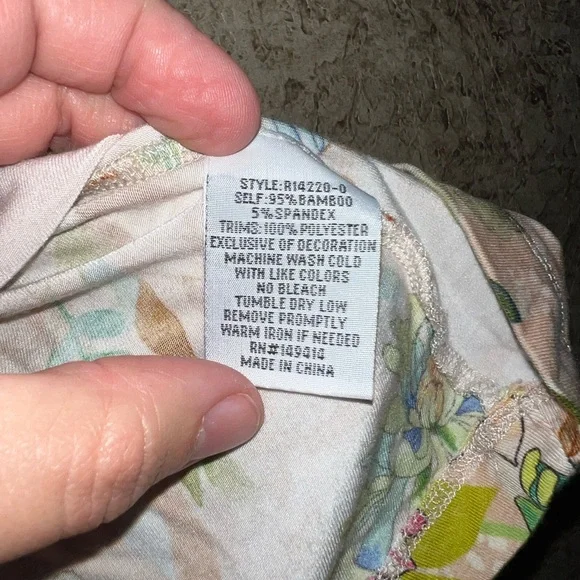 STYLE:R14220-0
SELF:95%BAMBOO
5%SPANDEX
TRIMS:100%POLYESTER
EXCLUSIVE OF DECORATION
MACHINE WASH COLD
WITH LIKE COLORS
NO BLEACH
TUMBLE DRY LOW
REMOVE PROMPTLY
WARM IRON IF NEEDED
RN#149414
MADE IN CHINA